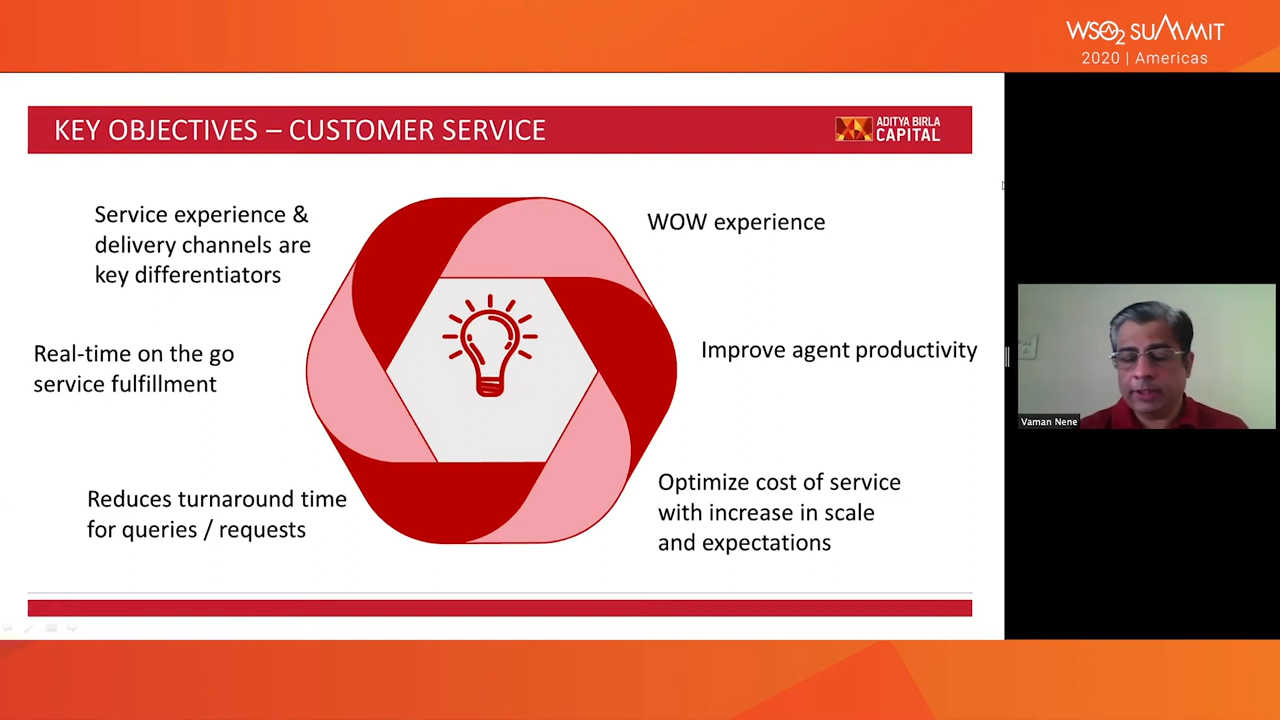 WSO2 SUMMIT
2020 | Americas
KEY OBJECTIVES – CUSTOMER SERVICE
ADITYA BIRLA
CAPITAL
Service experience &
delivery channels are
key differentiators
WOW experience
Real-time on the go
service fulfillment
Improve agent productivity
Reduces turnaround time
for queries / requests
Optimize cost of service
with increase in scale
and expectations
Vaman Nene